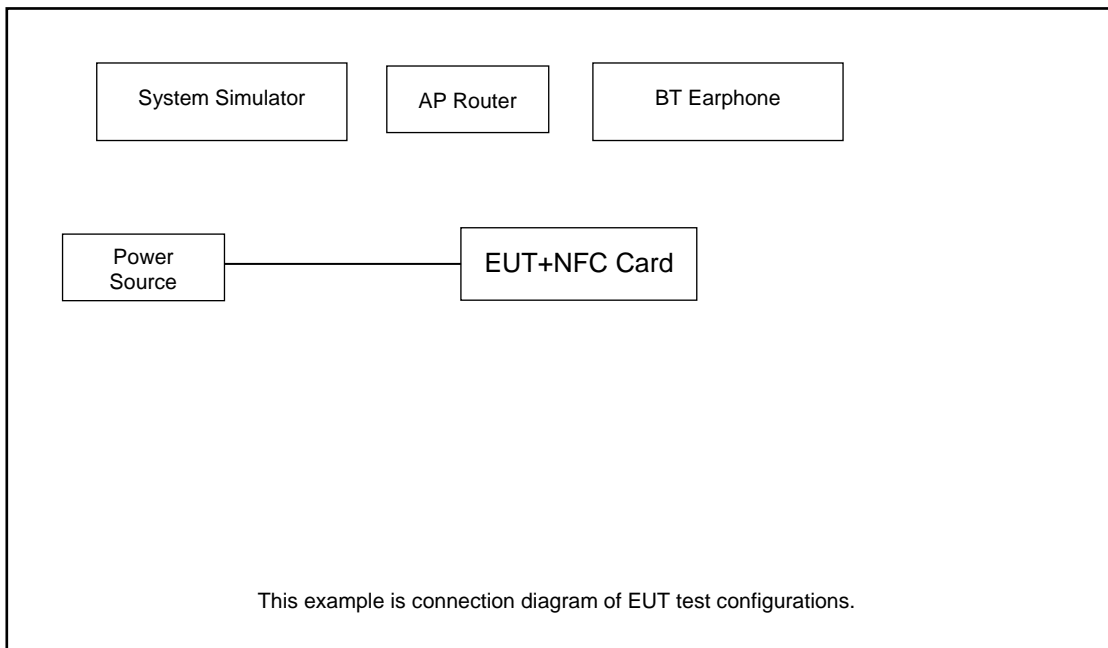 System Simulator
AP Router
BT Earphone
Power
Source
EUT+NFC Card
This example is connection diagram of EUT test configurations.